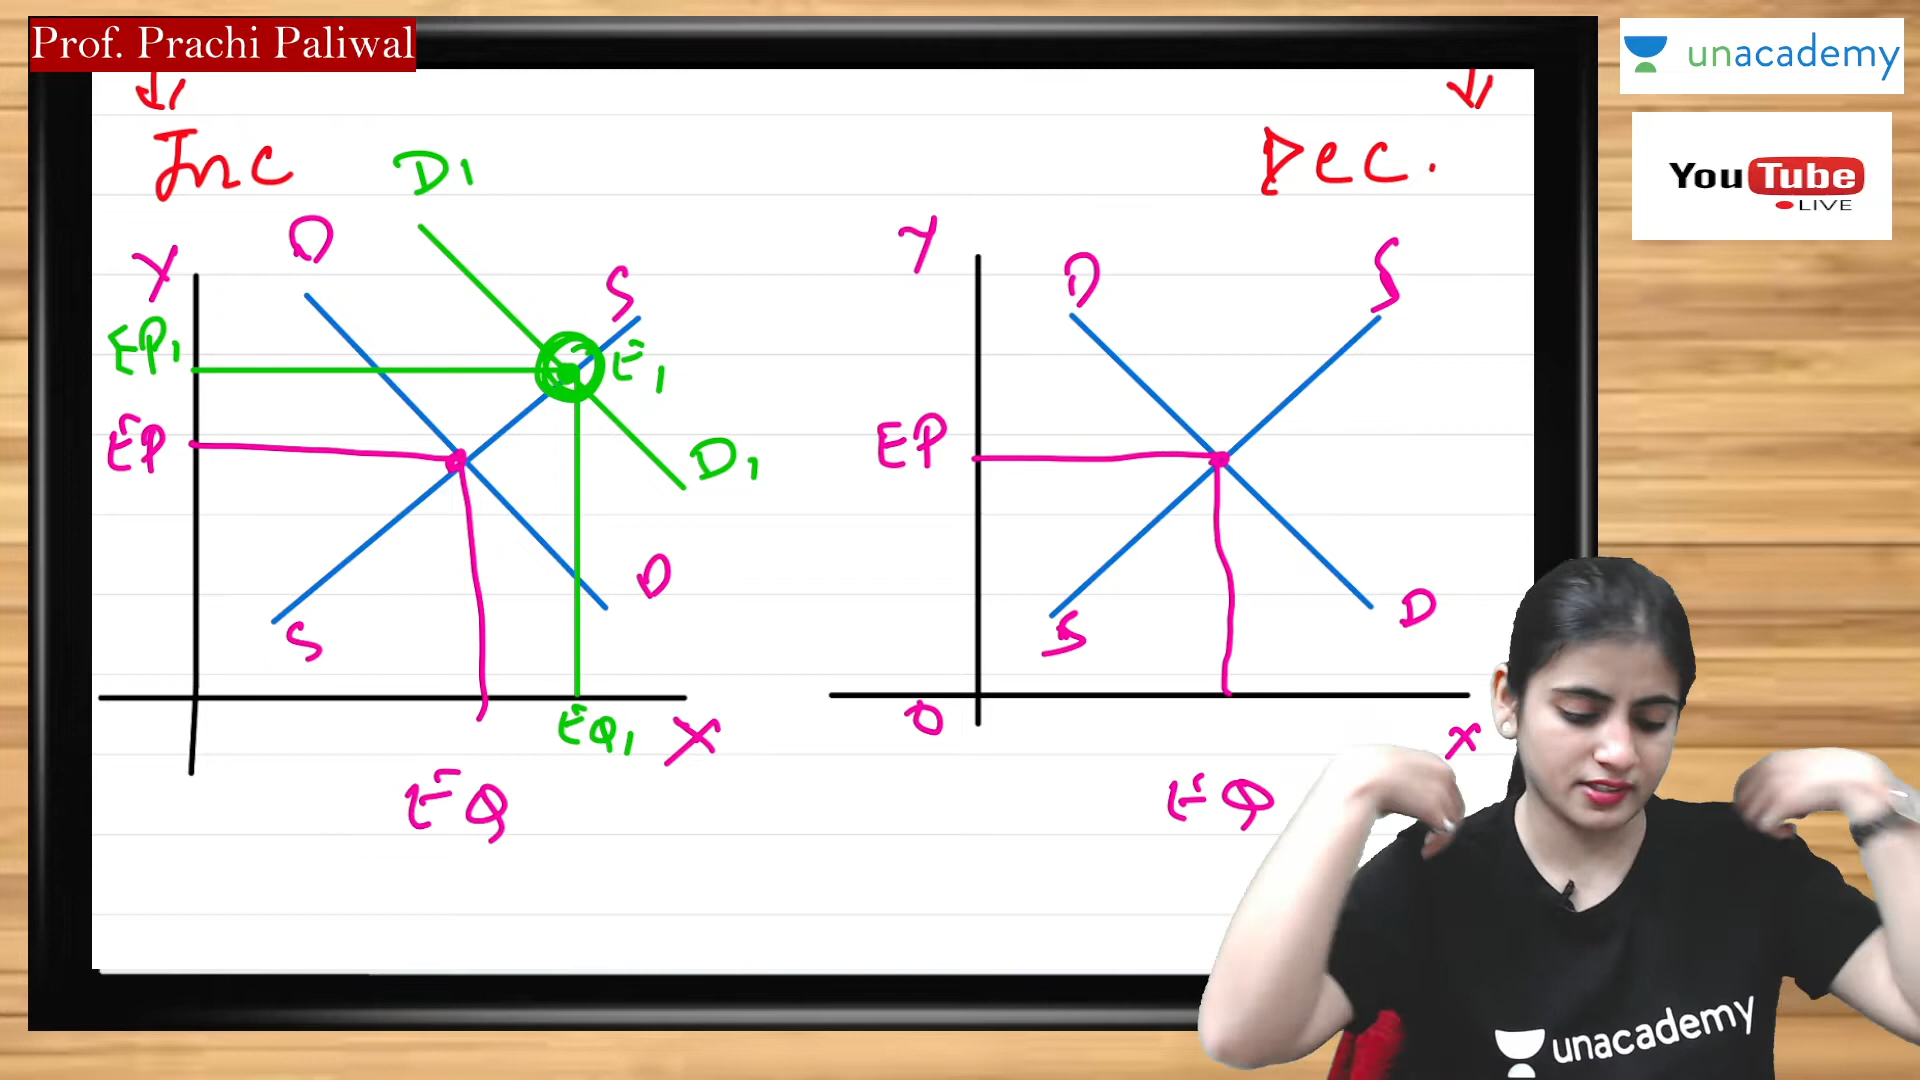 Prof. Prachi Paliwal
unacademy
YouTube
LIVE
Inc
Dec.
D1
D
Y
S
EP1
E1
EP
D1
D
S
EQ1
X
EQ
Y
D
S
EP
S
D
O
X
EQ
unacademy